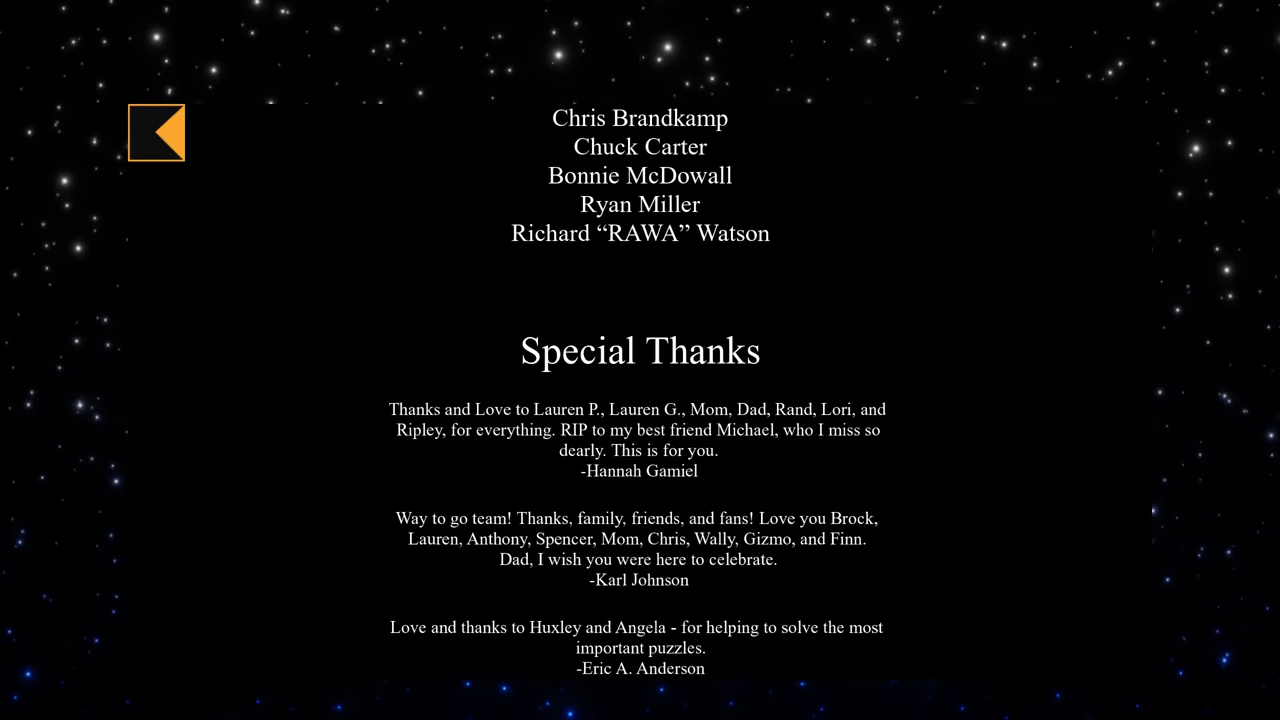 Chris Brandkamp
Chuck Carter
Bonnie McDowall
Ryan Miller
Richard “RAWA” Watson
Special Thanks
Thanks and Love to Lauren P., Lauren G., Mom, Dad, Rand, Lori, and
Ripley, for everything. RIP to my best friend Michael, who I miss so
dearly. This is for you.
-Hannah Gamiel
Way to go team! Thanks, family, friends, and fans! Love you Brock,
Lauren, Anthony, Spencer, Mom, Chris, Wally, Gizmo, and Finn.
Dad, I wish you were here to celebrate.
-Karl Johnson
Love and thanks to Huxley and Angela - for helping to solve the most
important puzzles.
-Eric A. Anderson